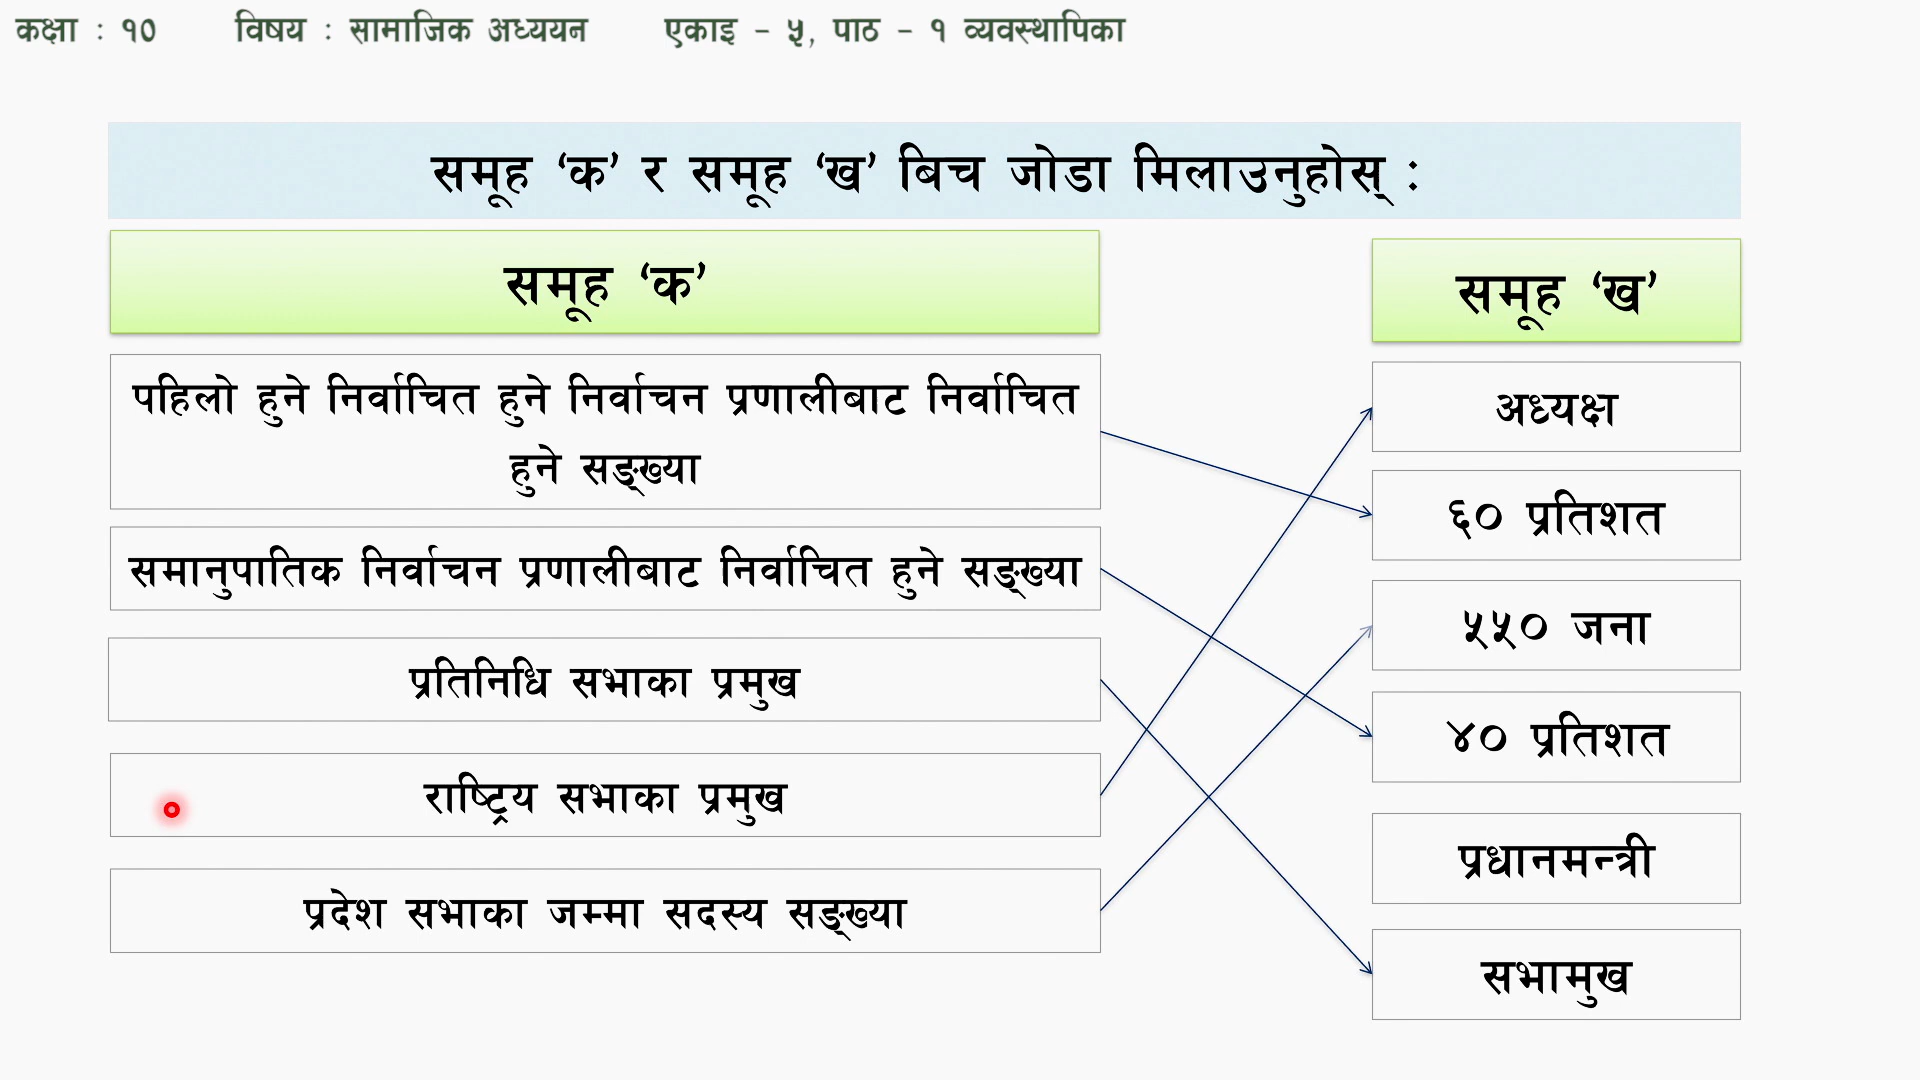 कक्षा : १० विषय : सामाजिक अध्ययन एकाइ - ५, पाठ - १ व्यवस्थापिका
समूह ‘क’ र समूह ‘ख’ बिच जोडा मिलाउनुहोस् :
समूह ‘क’
पहिलो हुने निर्वाचित हुने निर्वाचन प्रणालीबाट निर्वाचित
हुने सङ्ख्या
समानुपातिक निर्वाचन प्रणालीबाट निर्वाचित हुने सङ्ख्या
प्रतिनिधि सभाका प्रमुख
राष्ट्रिय सभाका प्रमुख
प्रदेश सभाका जम्मा सदस्य सङ्ख्या
समूह ‘ख’
अध्यक्ष
६० प्रतिशत
५५० जना
४० प्रतिशत
प्रधानमन्त्री
सभामुख